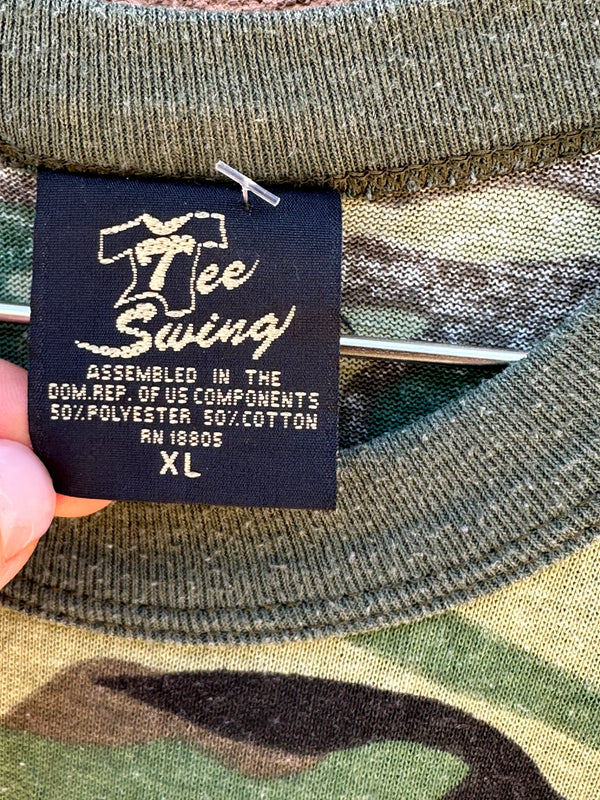 Tee
Swing
ASSEMBLED IN THE
DOM.REP. OF US COMPONENTS
50% POLYESTER 50% COTTON
RN 18805
XL